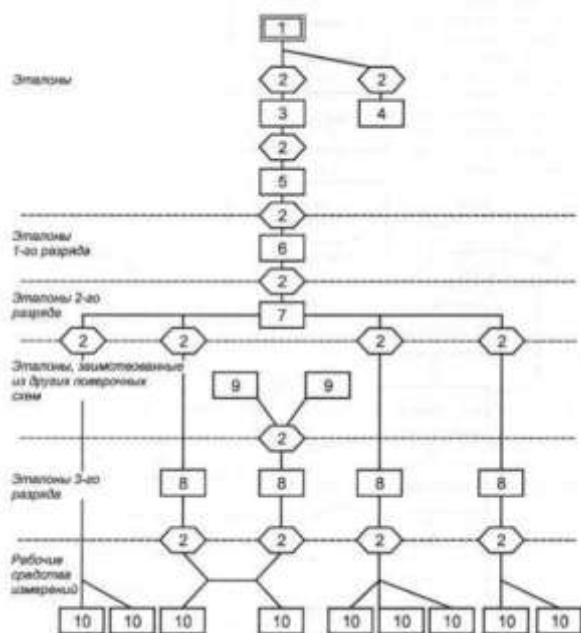 1
Эталоны
2 2
3 4
2
5
2
Эталоны
1-го разряда
6
2
Эталоны 2-го
разряда
7
2 2 2 2
Эталоны, заимствованные
из других поверочных
схем
9 9
2
Эталоны 3-го
разряда
8 8 8 8
2 2 2 2
Рабочие
средства
измерений
10 10 10 10 10 10 10 10 10